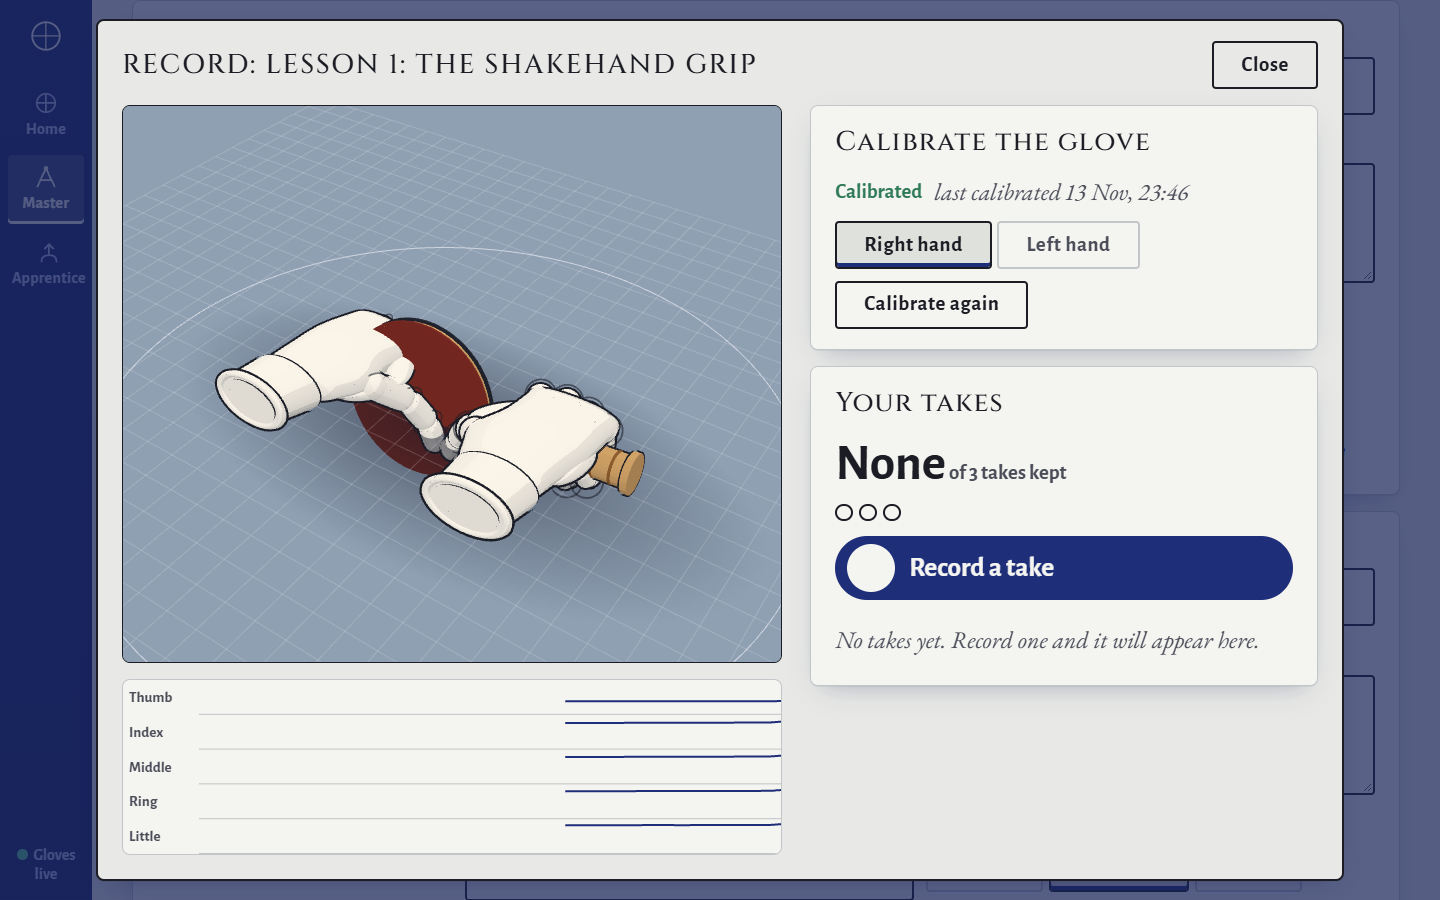 RECORD: LESSON 1: THE SHAKEHAND GRIP
Close
Home
Master
Apprentice
Gloves
live
CALIBRATE THE GLOVE
Calibrated last calibrated 13 Nov, 23:46
Right hand Left hand
Calibrate again
YOUR TAKES
None of 3 takes kept
Record a take
No takes yet. Record one and it will appear here.
Thumb
Index
Middle
Ring
Little